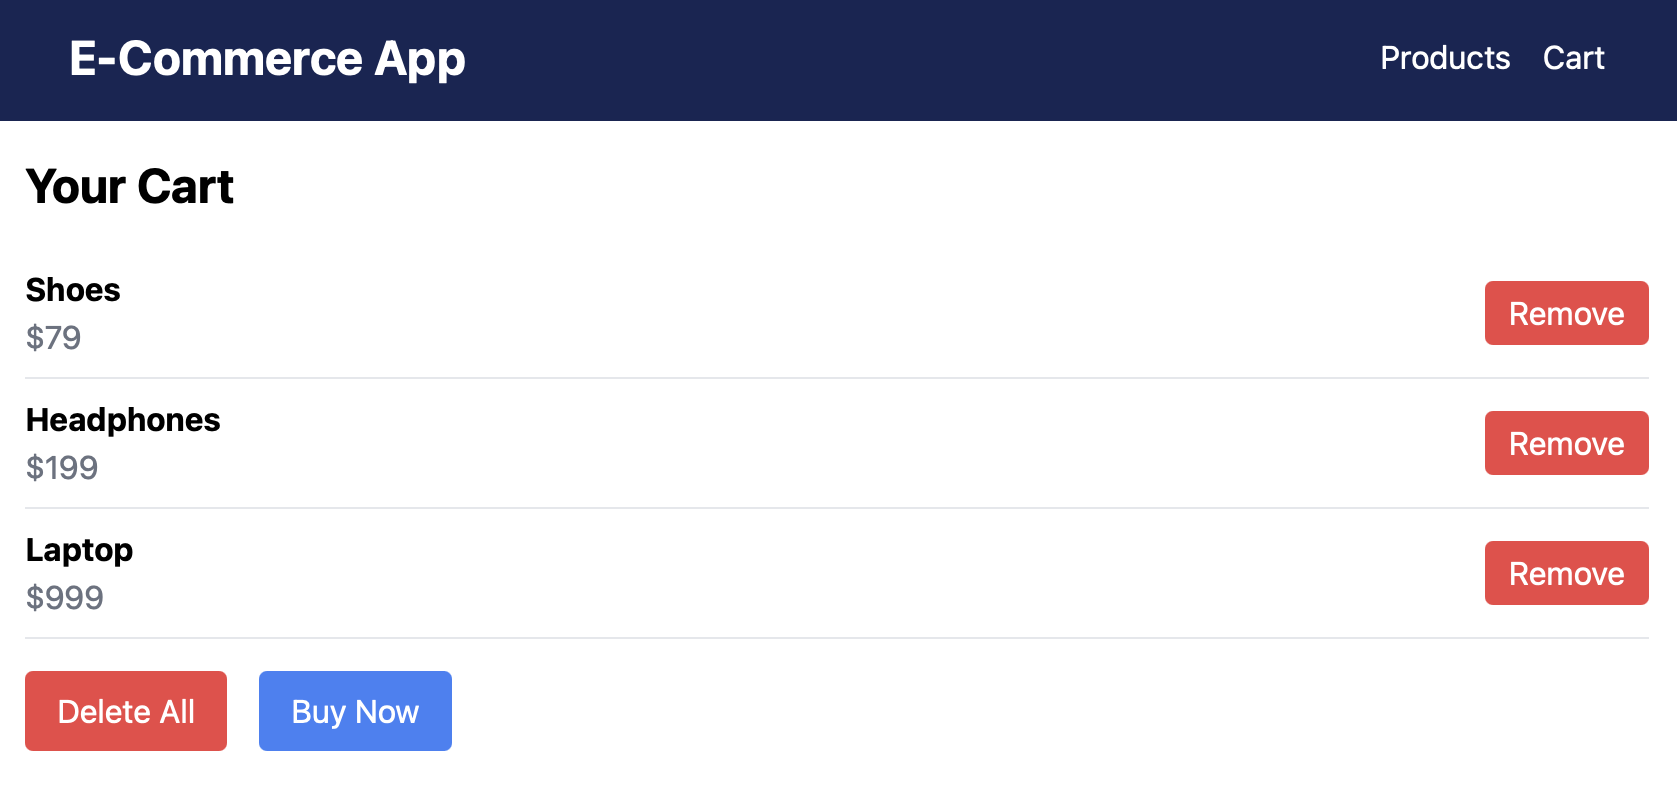 E-Commerce App
Products Cart
Your Cart
Shoes
$79
Remove
Headphones
$199
Remove
Laptop
$999
Remove
Delete All
Buy Now